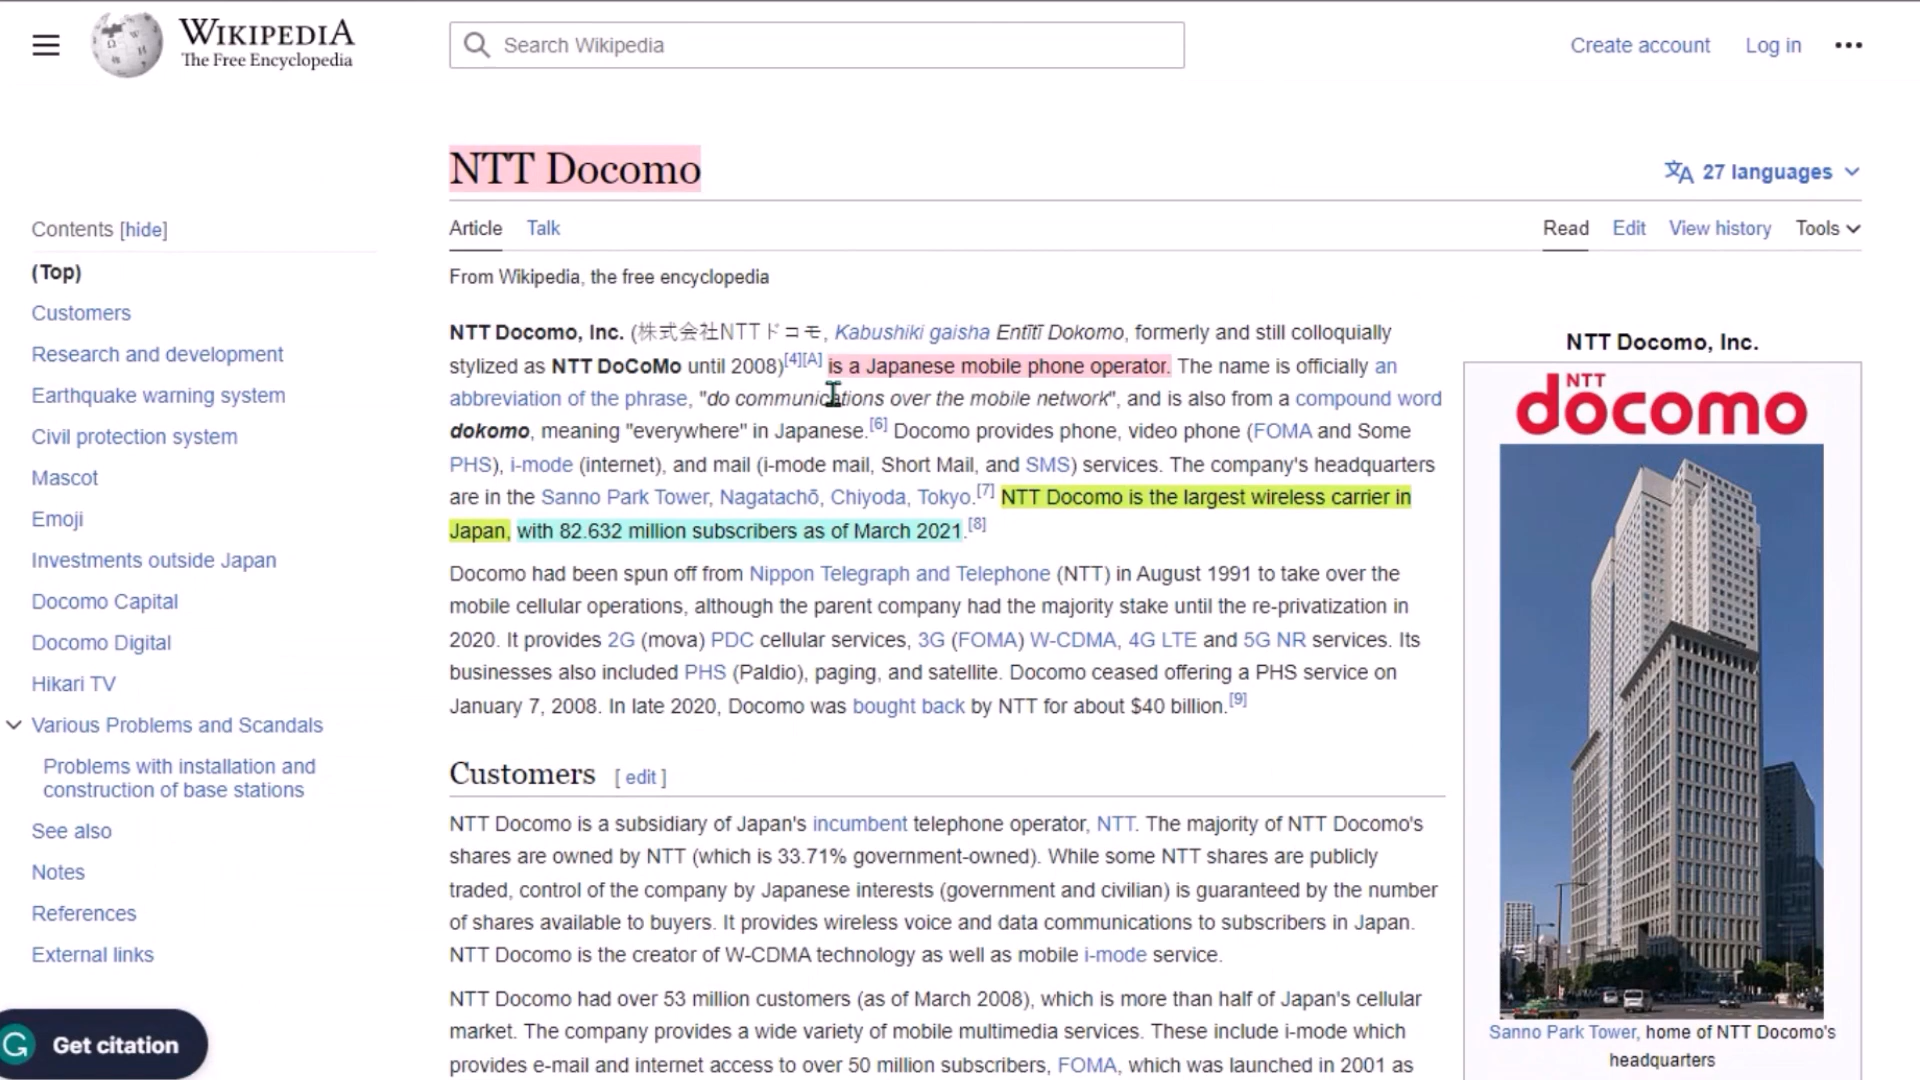 WIKIPEDIA
The Free Encyclopedia
Search Wikipedia
Create account
Log in
NTT Docomo
27 languages
Article
Talk
Read
Edit
View history
Tools
From Wikipedia, the free encyclopedia
Contents [hide]
(Top)
Customers
Research and development
Earthquake warning system
Civil protection system
Mascot
Emoji
Investments outside Japan
Docomo Capital
Docomo Digital
Hikari TV
Various Problems and Scandals
Problems with installation and
construction of base stations
See also
Notes
References
External links
Get citation
NTT Docomo, Inc. (株式会社NTTドコモ, Kabushiki gaisha Entītī Dokomo, formerly and still colloquially
stylized as NTT DoCoMo until 2008)[4][A] is a Japanese mobile phone operator. The name is officially an
abbreviation of the phrase, "do communications over the mobile network", and is also from a compound word
dokomo, meaning "everywhere" in Japanese.[6] Docomo provides phone, video phone (FOMA and Some
PHS), i-mode (internet), and mail (i-mode mail, Short Mail, and SMS) services. The company's headquarters
are in the Sanno Park Tower, Nagatachō, Chiyoda, Tokyo.[7] NTT Docomo is the largest wireless carrier in
Japan, with 82.632 million subscribers as of March 2021.[8]
Docomo had been spun off from Nippon Telegraph and Telephone (NTT) in August 1991 to take over the
mobile cellular operations, although the parent company had the majority stake until the re-privatization in
2020. It provides 2G (mova) PDC cellular services, 3G (FOMA) W-CDMA, 4G LTE and 5G NR services. Its
businesses also included PHS (Paldio), paging, and satellite. Docomo ceased offering a PHS service on
January 7, 2008. In late 2020, Docomo was bought back by NTT for about $40 billion.[9]
Customers [ edit ]
NTT Docomo is a subsidiary of Japan's incumbent telephone operator, NTT. The majority of NTT Docomo's
shares are owned by NTT (which is 33.71% government-owned). While some NTT shares are publicly
traded, control of the company by Japanese interests (government and civilian) is guaranteed by the number
of shares available to buyers. It provides wireless voice and data communications to subscribers in Japan.
NTT Docomo is the creator of W-CDMA technology as well as mobile i-mode service.
NTT Docomo had over 53 million customers (as of March 2008), which is more than half of Japan's cellular
market. The company provides a wide variety of mobile multimedia services. These include i-mode which
provides e-mail and internet access to over 50 million subscribers, FOMA, which was launched in 2001 as
NTT Docomo, Inc.
NTT
docomo
Sanno Park Tower, home of NTT Docomo's
headquarters